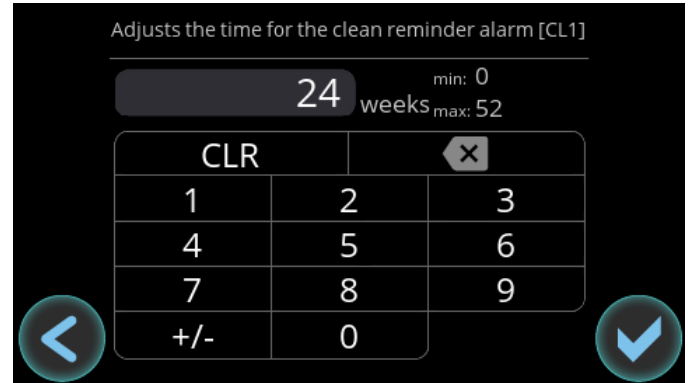 Adjusts the time for the clean reminder alarm [CL1]
24 weeks min: 0
max: 52
CLR
1 2 3
4 5 6
7 8 9
+/- 0